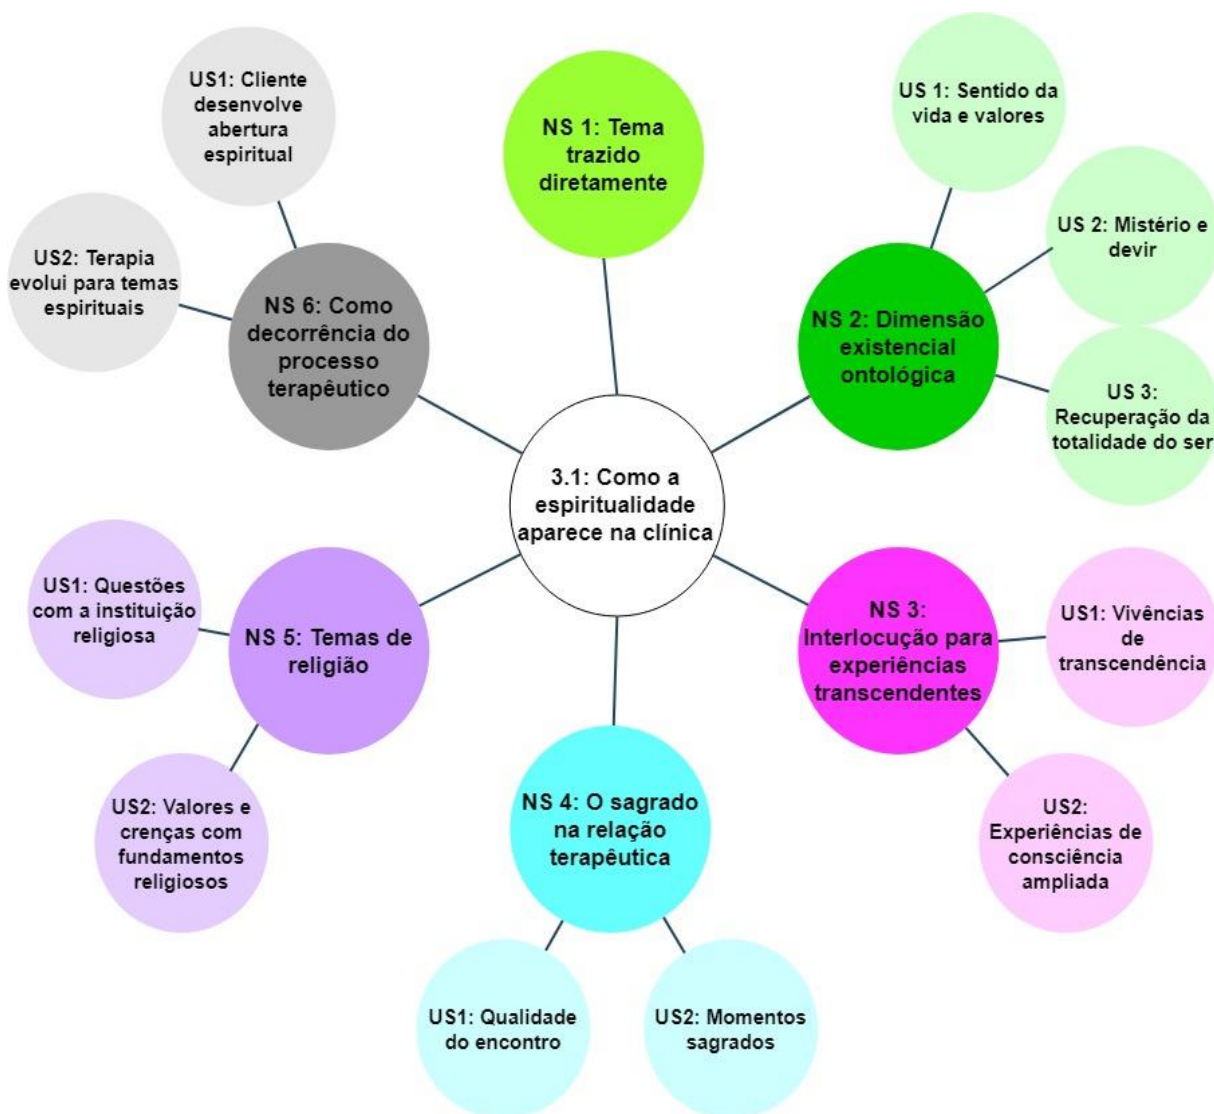 US1: Cliente
desenvolve
abertura
espiritual
US2: Terapia
evolui para temas
espirituais
NS 6: Como
decorrência do
processo
terapêutico
NS 1: Tema
trazido
diretamente
US 1: Sentido da
vida e valores
US 2: Mistério e
devir
NS 2: Dimensão
existencial
ontológica
US 3:
Recuperação da
totalidade do ser
3.1: Como a
espiritualidade
aparece na clínica
US1: Questões
com a instituição
religiosa
NS 5: Temas de
religião
US2: Valores e
crenças com
fundamentos
religiosos
NS 3:
Interlocução para
experiências
transcendentes
US1: Vivências
de
transcendência
US2:
Experiências de
consciência
ampliada
NS 4: O sagrado
na relação
terapêutica
US1: Qualidade
do encontro
US2: Momentos
sagrados